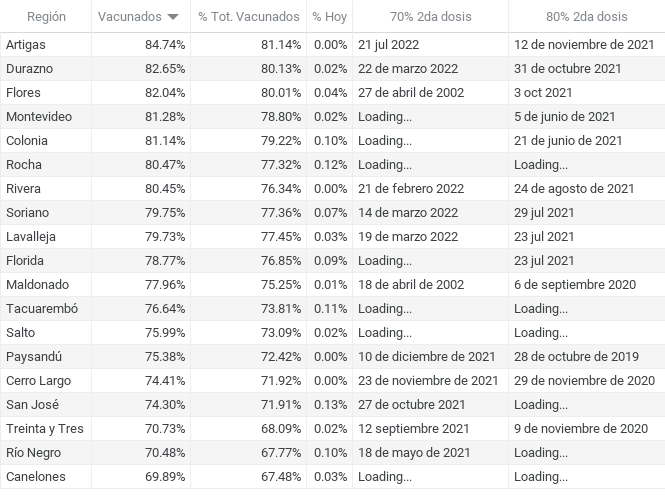 Región Vacunados % Tot. Vacunados % Hoy 70% 2da dosis 80% 2da dosis
Artigas 84.74% 81.14% 0.00% 21 jul 2022 12 de noviembre de 2021
Durazno 82.65% 80.13% 0.02% 22 de marzo 2022 31 de octubre 2021
Flores 82.04% 80.01% 0.04% 27 de abril de 2002 3 oct 2021
Montevideo 81.28% 78.80% 0.02% Loading... 5 de junio de 2021
Colonia 81.14% 79.22% 0.10% Loading... 21 de junio de 2021
Rocha 80.47% 77.32% 0.12% Loading... Loading...
Rivera 80.45% 76.34% 0.00% 21 de febrero 2022 24 de agosto de 2021
Soriano 79.75% 77.36% 0.07% 14 de marzo 2022 29 jul 2021
Lavalleja 79.73% 77.45% 0.03% 19 de marzo 2022 23 jul 2021
Florida 78.77% 76.85% 0.09% Loading... 23 jul 2021
Maldonado 77.96% 75.25% 0.01% 18 de abril de 2002 6 de septiembre 2020
Tacuarembó 76.64% 73.81% 0.11% Loading... Loading...
Salto 75.99% 73.09% 0.02% Loading... Loading...
Paysandú 75.38% 72.42% 0.00% 10 de diciembre de 2021 28 de octubre de 2019
Cerro Largo 74.41% 71.92% 0.00% 23 de noviembre de 2021 29 de noviembre de 2020
San José 74.30% 71.91% 0.13% 27 de octubre 2021 Loading...
Treinta y Tres 70.73% 68.09% 0.02% 12 septiembre 2021 9 de noviembre de 2020
Río Negro 70.48% 67.77% 0.10% 18 de mayo de 2021 Loading...
Canelones 69.89% 67.48% 0.03% Loading... Loading...